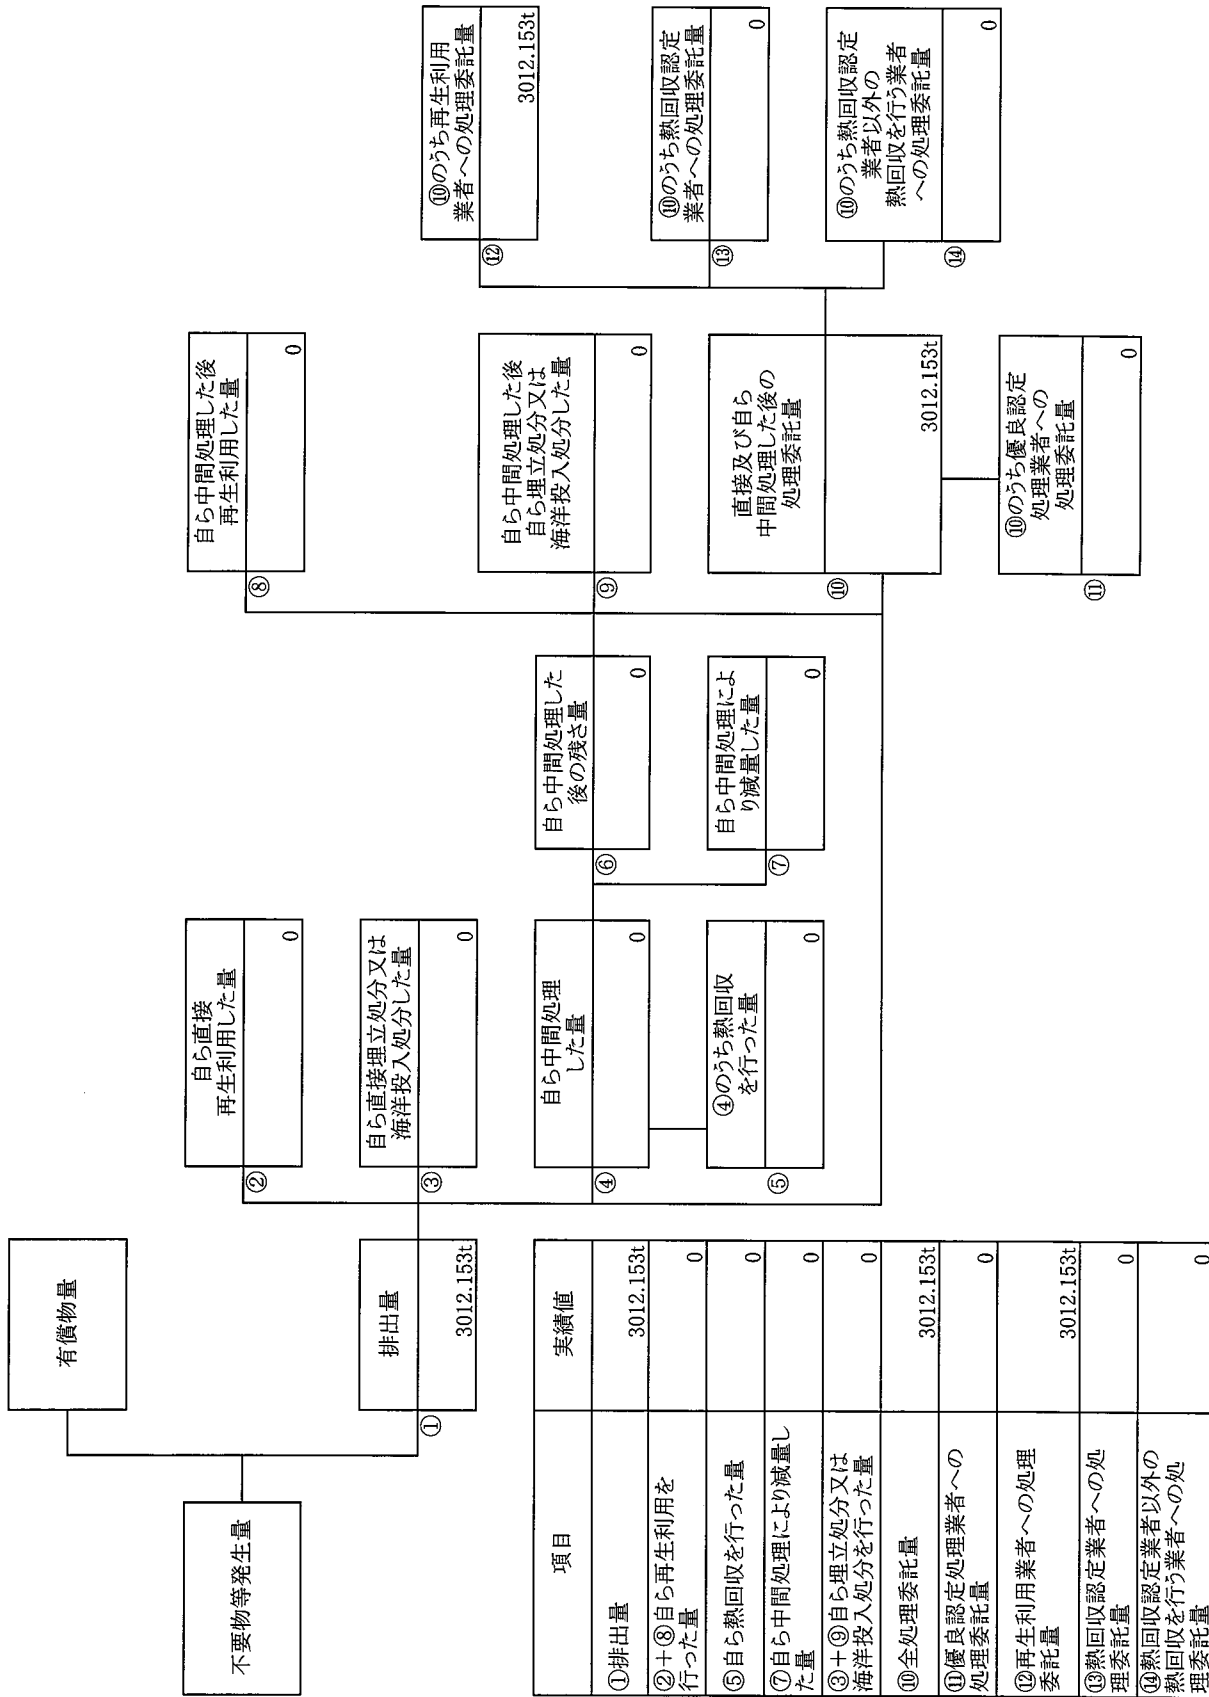 不要物等発生量
有償物量
排出量
① 3012.153t
自ら直接
再生利用した量
② 0
自ら直接埋立処分又は
海洋投入処分した量
③ 0
自ら中間処理
した量
④ 0
④のうち熱回収
を行った量
⑤ 0
自ら中間処理した
後の残さ量
⑥ 0
自ら中間処理によ
り減量した量
⑦ 0
自ら中間処理した後
再生利用した量
⑧ 0
自ら中間処理した後
自ら埋立処分又は
海洋投入処分した量
⑨ 0
直接及び自ら
中間処理した後の
処理委託量
⑩ 3012.153t
⑩のうち優良認定
処理業者への
処理委託量
⑪ 0
⑩のうち再生利用
業者への処理委託量
⑫ 3012.153t
⑩のうち熱回収認定
業者への処理委託量
⑬ 0
⑩のうち熱回収認定
業者以外の
熱回収を行う業者
への処理委託量
⑭ 0
項目 実績値
①排出量 3012.153t
②+⑧自ら再生利用を
行った量 0
⑤自ら熱回収を行った量 0
⑦自ら中間処理により減量し
た量 0
③+⑨自ら埋立処分又は
海洋投入処分を行った量 0
⑩全処理委託量 3012.153t
⑪優良認定処理業者への
処理委託量 0
⑫再生利用業者への処理
委託量 3012.153t
⑬熱回収認定業者への処
理委託量 0
⑭熱回収認定業者以外の
熱回収を行う業者への処
理委託量 0